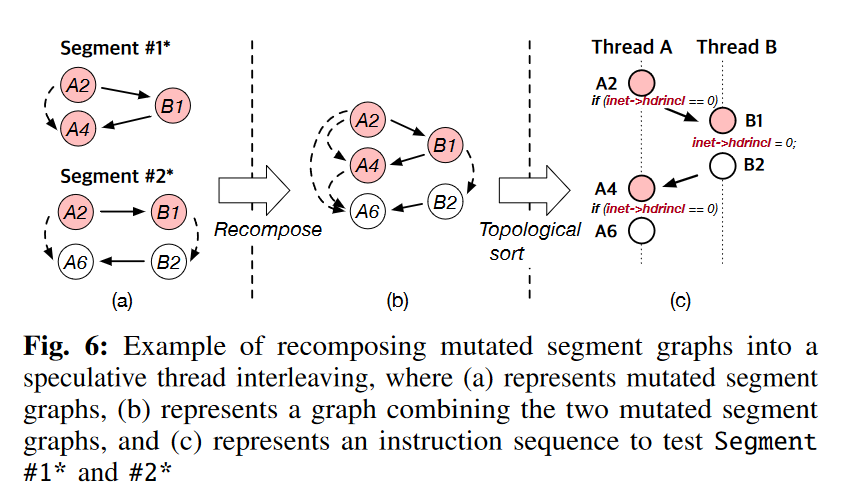 Segment #1*
A2
B1
A4
Segment #2*
A2
B1
A6
B2
(a)
Recompose
A2
B1
A4
A6
B2
(b)
Topological
sort
Thread A Thread B
A2
if (inet->hdrincl == 0)
B1
inet->hdrincl = 0;
B2
A4
if (inet->hdrincl == 0)
A6
(c)
Fig. 6: Example of recomposing mutated segment graphs into a
speculative thread interleaving, where (a) represents mutated segment
graphs, (b) represents a graph combining the two mutated segment
graphs, and (c) represents an instruction sequence to test Segment
#1* and #2*